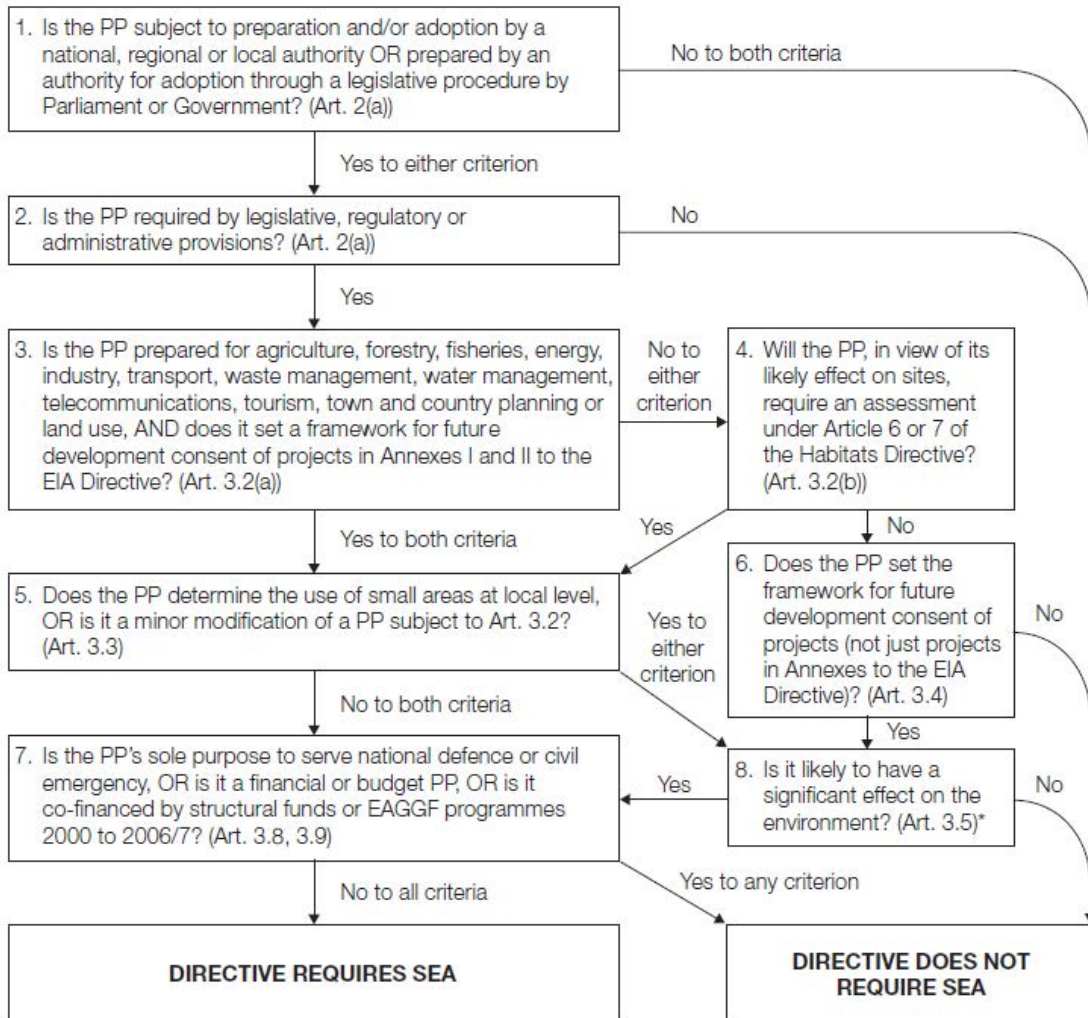 1. Is the PP subject to preparation and/or adoption by a
national, regional or local authority OR prepared by an
authority for adoption through a legislative procedure by
Parliament or Government? (Art. 2(a))
No to both criteria
Yes to either criterion
2. Is the PP required by legislative, regulatory or
administrative provisions? (Art. 2(a))
No
Yes
3. Is the PP prepared for agriculture, forestry, fisheries, energy,
industry, transport, waste management, water management,
telecommunications, tourism, town and country planning or
land use, AND does it set a framework for future
development consent of projects in Annexes I and II to the
EIA Directive? (Art. 3.2(a))
No to
either
criterion
4. Will the PP, in view of its
likely effect on sites,
require an assessment
under Article 6 or 7 of
the Habitats Directive?
(Art. 3.2(b))
Yes to both criteria
Yes
No
5. Does the PP determine the use of small areas at local level,
OR is it a minor modification of a PP subject to Art. 3.2?
(Art. 3.3)
Yes to
either
criterion
6. Does the PP set the
framework for future
development consent of
projects (not just projects
in Annexes to the EIA
Directive)? (Art. 3.4)
No
No to both criteria
Yes
7. Is the PP's sole purpose to serve national defence or civil
emergency, OR is it a financial or budget PP, OR is it
co-financed by structural funds or EAGGF programmes
2000 to 2006/7? (Art. 3.8, 3.9)
Yes
8. Is it likely to have a
significant effect on the
environment? (Art. 3.5)*
No
No to all criteria
Yes to any criterion
DIRECTIVE REQUIRES SEA
DIRECTIVE DOES NOT
REQUIRE SEA